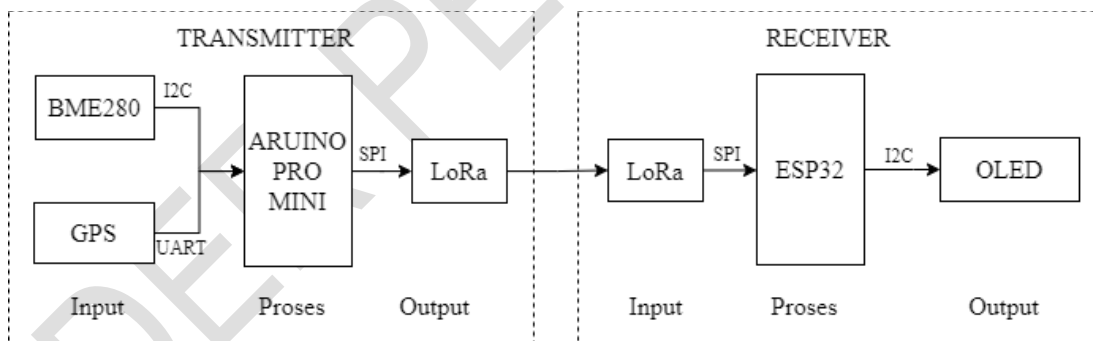 TRANSMITTER
BME280
I2C
GPS
UART
ARUINO
PRO
MINI
SPI
LoRa
Input
Proses
Output
RECEIVER
LoRa
SPI
ESP32
I2C
OLED
Input
Proses
Output